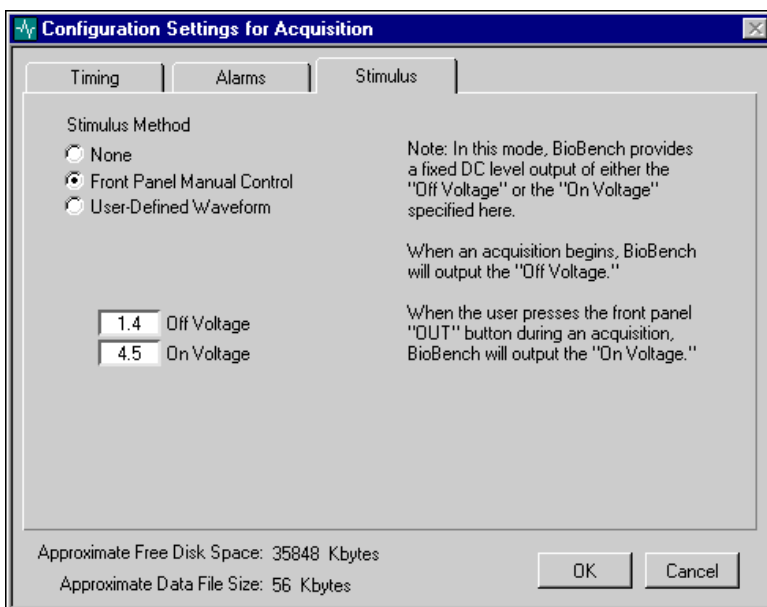 Configuration Settings for Acquisition
Timing
Alarms
Stimulus
Stimulus Method
None
Front Panel Manual Control
User-Defined Waveform
1.4 Off Voltage
4.5 On Voltage
Note: In this mode, BioBench provides
a fixed DC level output of either the
"Off Voltage" or the "On Voltage"
specified here.
When an acquisition begins, BioBench
will output the "Off Voltage."
When the user presses the front panel
"OUT" button during an acquisition,
BioBench will output the "On Voltage."
Approximate Free Disk Space: 35848 Kbytes
Approximate Data File Size: 56 Kbytes
OK
Cancel